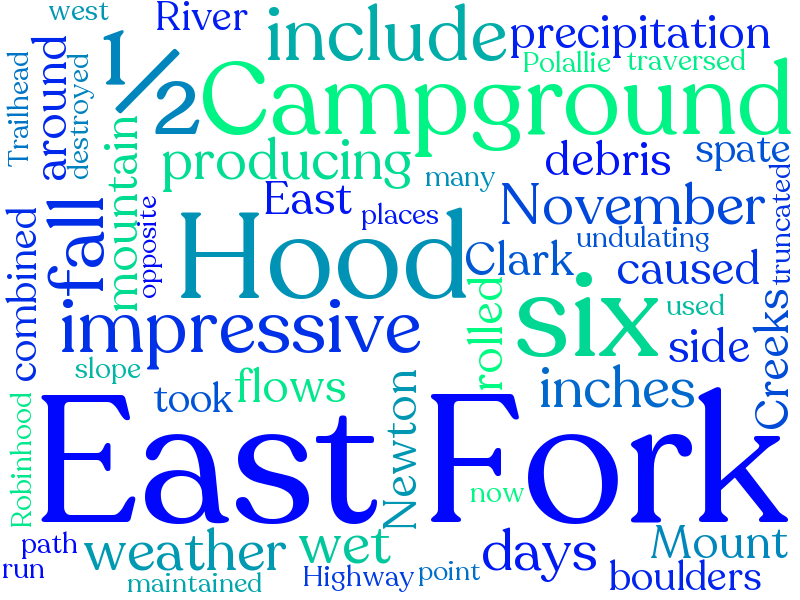 west
River
include
precipitation
½
Campground
Polallie
traversed
Trailhead
around
destroyed
producing
debris
spate
many
mountain
East
places
November
truncated
fall
opposite
Hood
undulating
Clark
caused
combined
six
used
rolled
impressive
side
Creeks
slope
took
flows
inches
East Fork
Newton
Robinhood
now
path
weather
wet
days
Mount
run
maintained
Highway
point
boulders